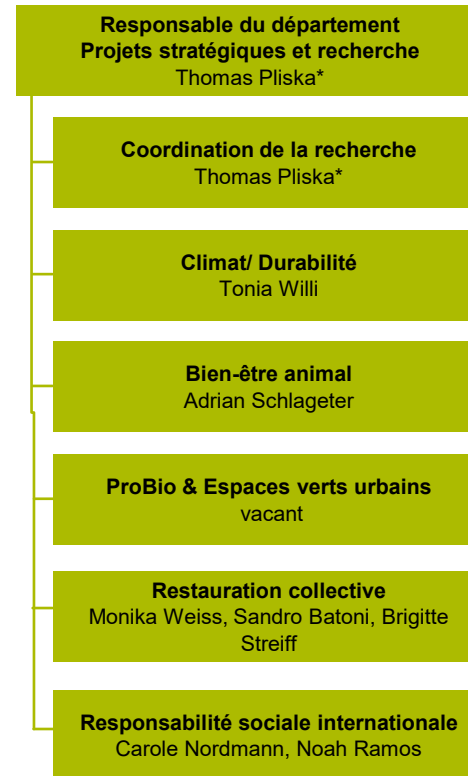 Responsable du département
Projets stratégiques et recherche
Thomas Pliska*
Coordination de la recherche
Thomas Pliska*
Climat/ Durabilité
Tonia Willi
Bien-être animal
Adrian Schlageter
ProBio & Espaces verts urbains
vacant
Restauration collective
Monika Weiss, Sandro Batoni, Brigitte
Streiff
Responsabilité sociale internationale
Carole Nordmann, Noah Ramos